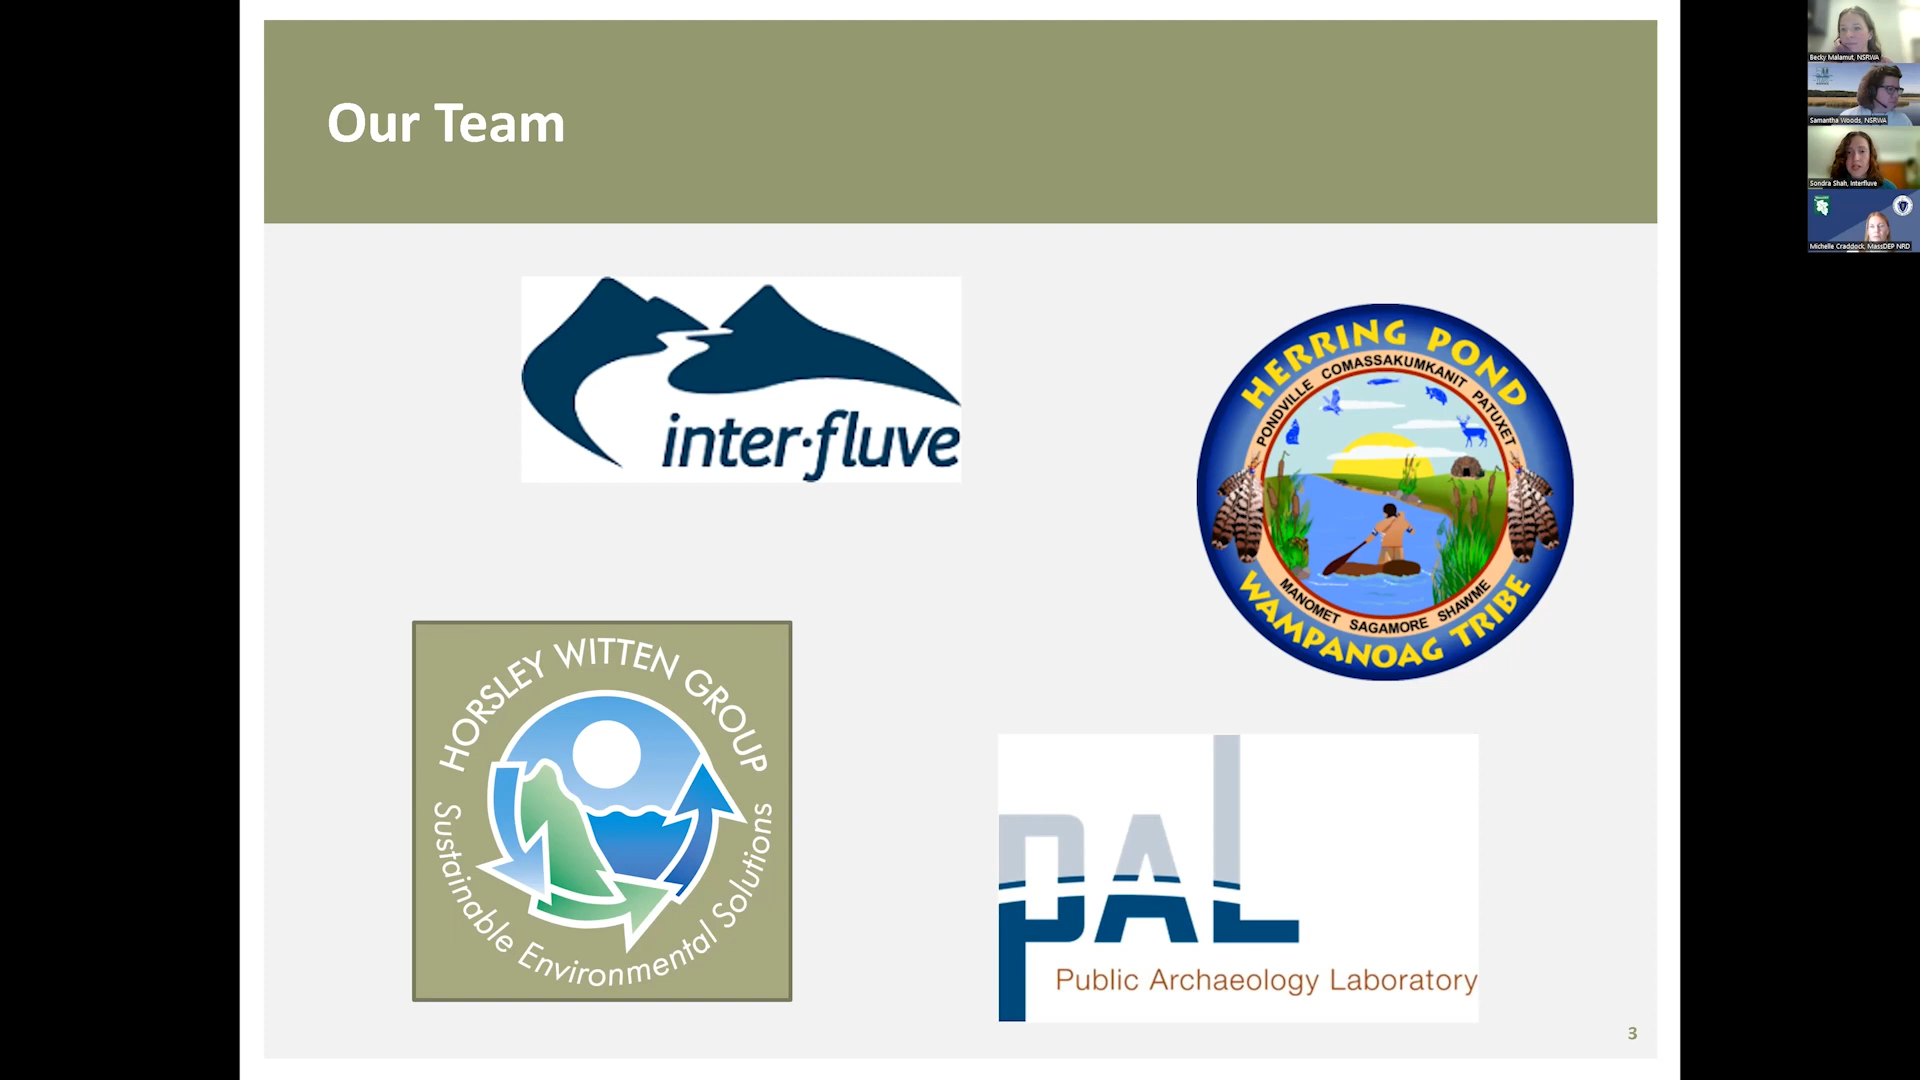 Our Team
inter·fluve
HERRING POND
PONDVILLE COMASSAKUMKANIT PATUXET
MANOMET SAGAMORE SHAWME
WAMPANOAG TRIBE
HORSLEY WITTEN GROUP
Sustainable Environmental Solutions
PAL
Public Archaeology Laboratory
3
Becky Malamut, NSRWA
Samantha Woods, NSRWA
Sondra Shah, Interfluve
Michelle Craddock, MassDEP NRD